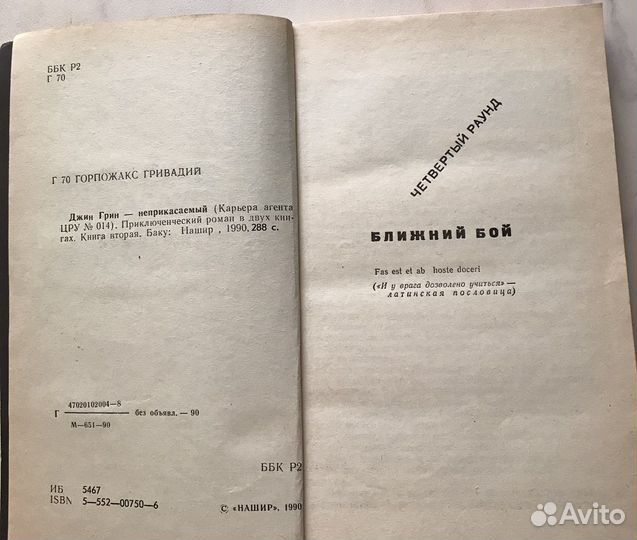 ББК Р2
Г 70
Г 70 ГОРПОЖАКС ГРИВАДИЙ
Джин Грин — неприкасаемый (Карьера агента
ЦРУ № 014). Приключенческий роман в двух кни-
гах. Книга вторая. Баку: Нашир, 1990, 288 с.
47020102004—8
Г без объявл. — 90
М—651—90
ББК Р2
ИБ 5467
ISBN 5—552—00750—6
© «НАШИР», 1990
ЧЕТВЕРТЫЙ РАУНД
БЛИЖНИЙ БОЙ
Fas est et ab hoste doceri
(«И у врага дозволено учиться» —
латинская пословица)
Avito